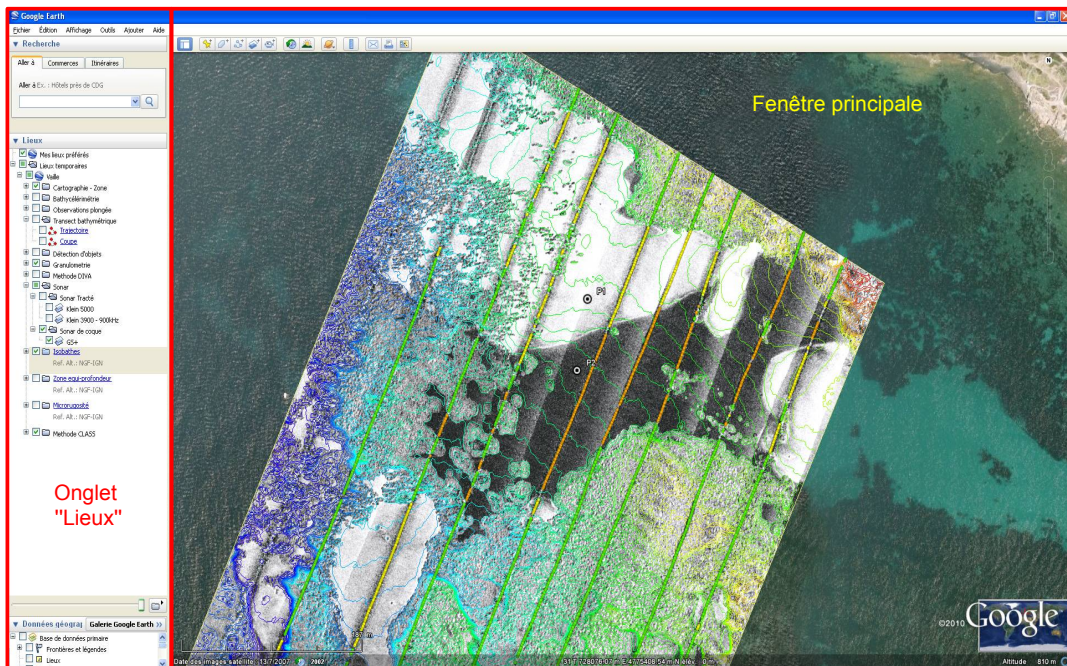 Google Earth
Fichier Édition Affichage Outils Ajouter Aide
Recherche
Aller à Commerces Itinéraires
Aller à Ex. : Hôtels près de CDG
Lieux
Mes lieux préférés
Lieux temporaires
Vaille
Cartographie - Zone
Bathycélérimétrie
Observations plongée
Transect bathymétrique
Trajectoire
Coupe
Détection d'objets
Granulometrie
Methode DIVA
Sonar
Sonar Tracté
Klein 5000
Klein 3900 - 900kHz
Sonar de coque
G5+
Isobathes
Ref. Alt.: NGF-IGN
Zone equi-profondeur
Ref. Alt.: NGF-IGN
Microrugosité
Ref. Alt.: NGF-IGN
Methode CLASS
Onglet
"Lieux"
Données géograp Galerie Google Earth >>
Base de données primaire
Frontières et légendes
Lieux
Fenêtre principale
N
P1
P2
©2010 Google
Date des images satellite: 13/7/2007 2002
Altitude 810 m